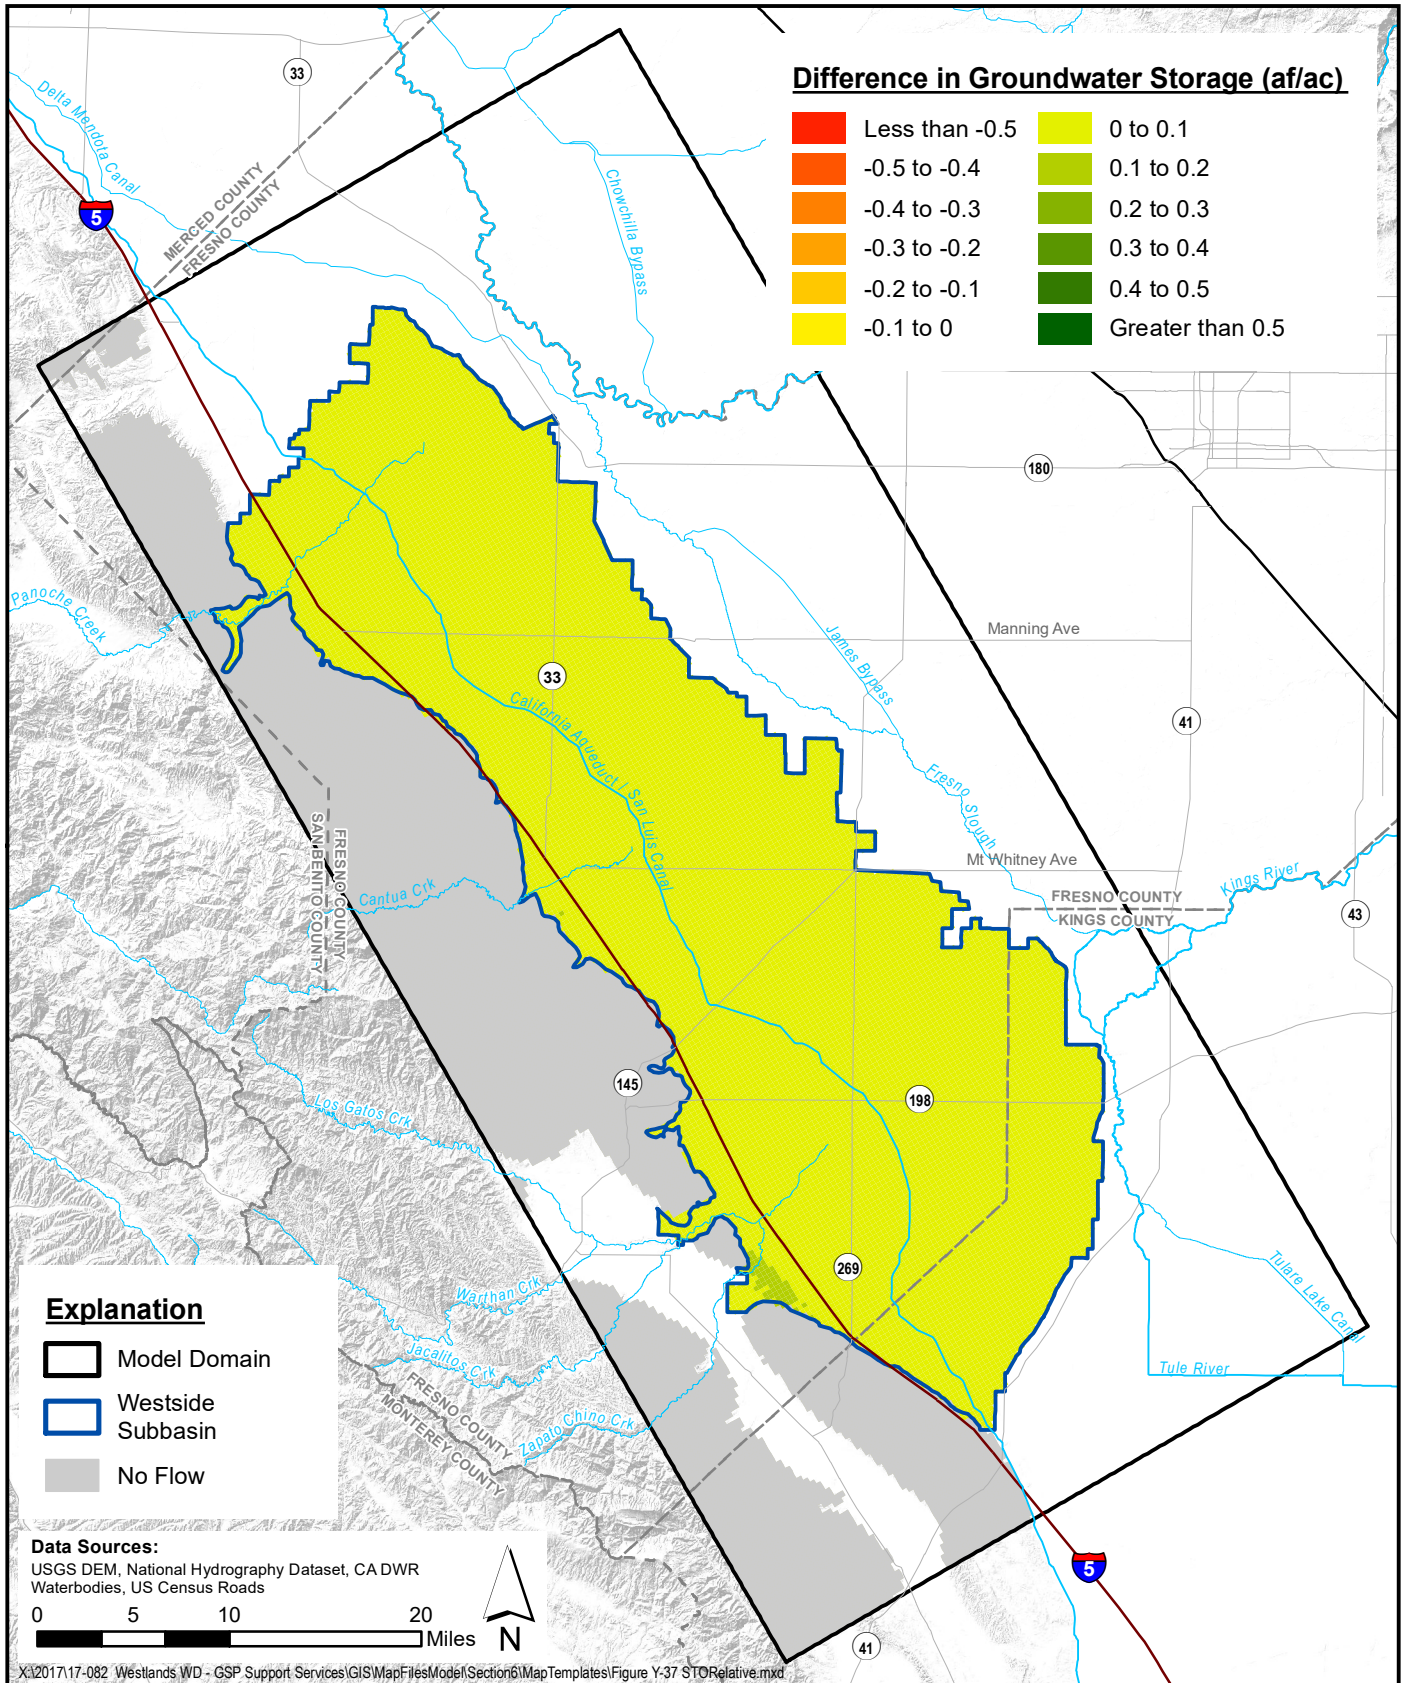 Difference in Groundwater Storage (af/ac)
Less than -0.5
-0.5 to -0.4
-0.4 to -0.3
-0.3 to -0.2
-0.2 to -0.1
-0.1 to 0
0 to 0.1
0.1 to 0.2
0.2 to 0.3
0.3 to 0.4
0.4 to 0.5
Greater than 0.5
33
Delta Mendota Canal
5
MERCED COUNTY
FRESNO COUNTY
Chowchilla Bypass
180
Panoche Creek
Manning Ave
James Bypass
33
41
California Aqueduct / San Luis Canal
Fresno Slough
FRESNO COUNTY
SAN BENITO COUNTY
Mt Whitney Ave
Kings River
Cantua Crk
FRESNO COUNTY
KINGS COUNTY
43
145
198
Los Gatos Crk
269
Warthan Crk
Tulare Lake Canal
Jacalitos Crk
Tule River
FRESNO COUNTY
MONTEREY COUNTY
Zapato Chino Crk
5
41
Explanation
Model Domain
Westside
Subbasin
No Flow
Data Sources:
USGS DEM, National Hydrography Dataset, CA DWR
Waterbodies, US Census Roads
0 5 10 20
Miles
N
X:\2017\17-082 Westlands WD - GSP Support Services\GIS\MapFilesModel\Section6\MapTemplates\Figure Y-37 STORelative.mxd